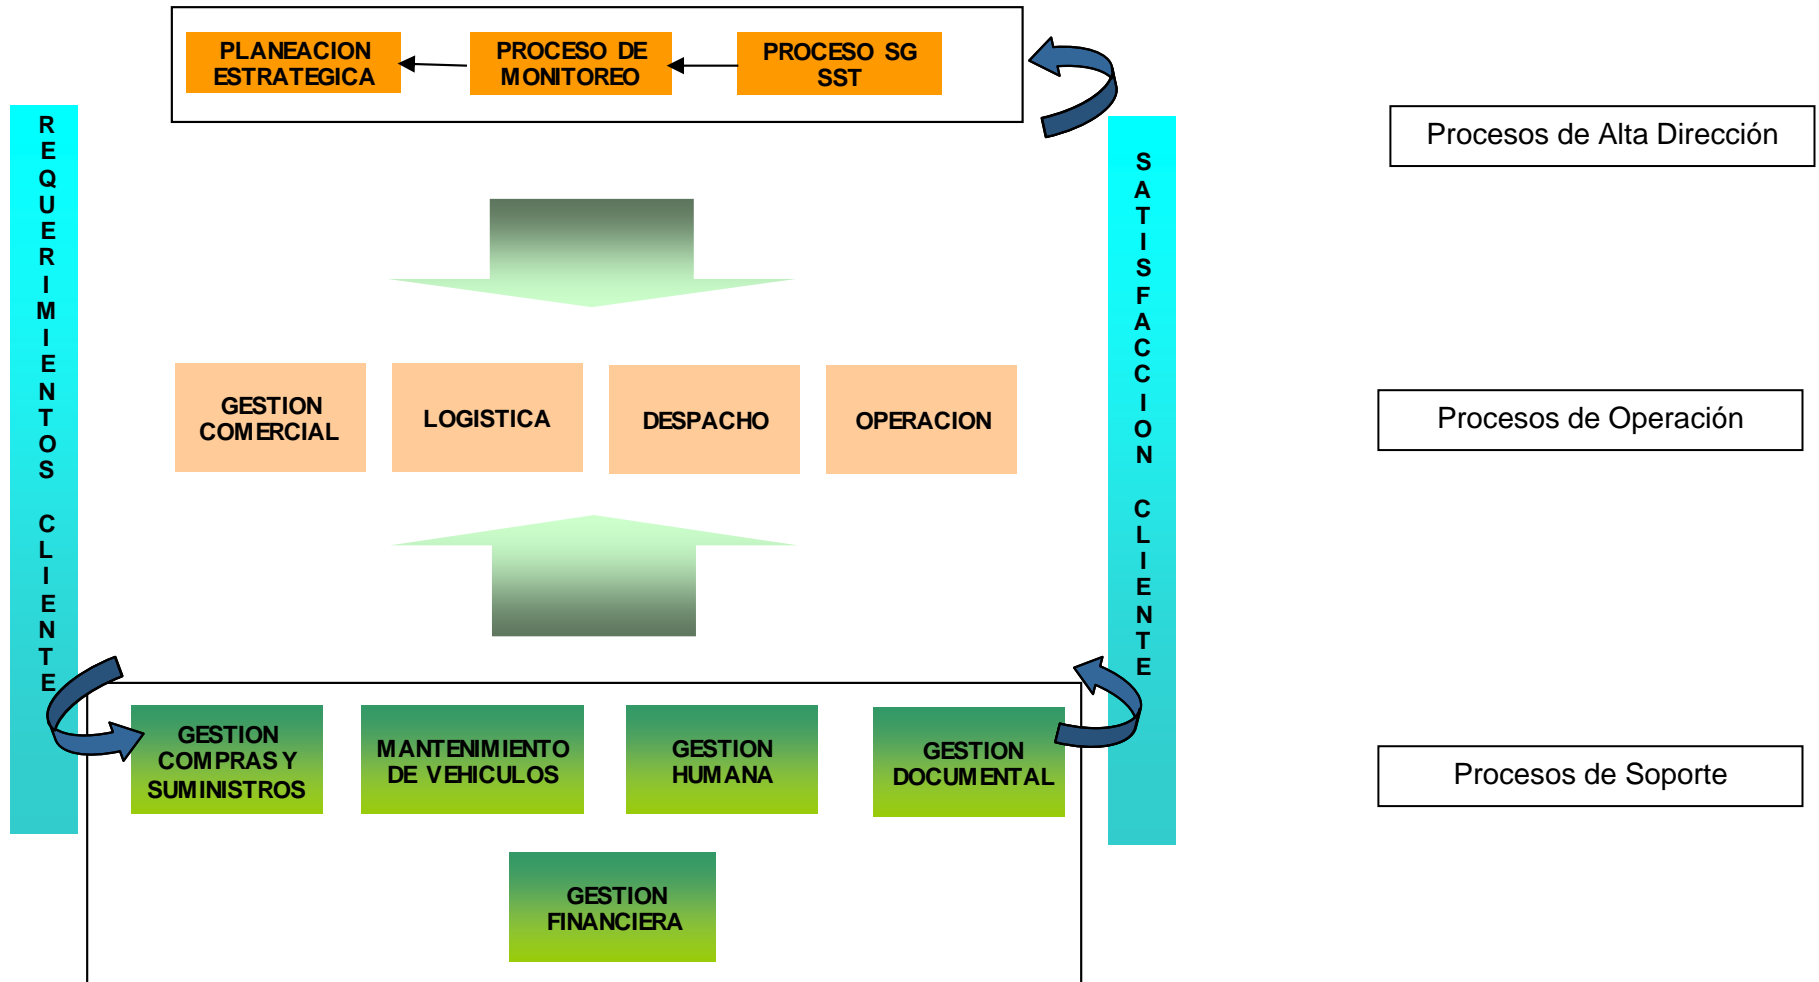 PLANEACION
ESTRATEGICA
PROCESO DE
MONITOREO
PROCESO SG
SST
REQUERIMIENTOS CLIENTE
SATISFACCION CLIENTE
Procesos de Alta Dirección
GESTION
COMERCIAL
LOGISTICA
DESPACHO
OPERACION
Procesos de Operación
GESTION
COMPRAS Y
SUMINISTROS
MANTENIMIENTO
DE VEHICULOS
GESTION
HUMANA
GESTION
DOCUMENTAL
Procesos de Soporte
GESTION
FINANCIERA